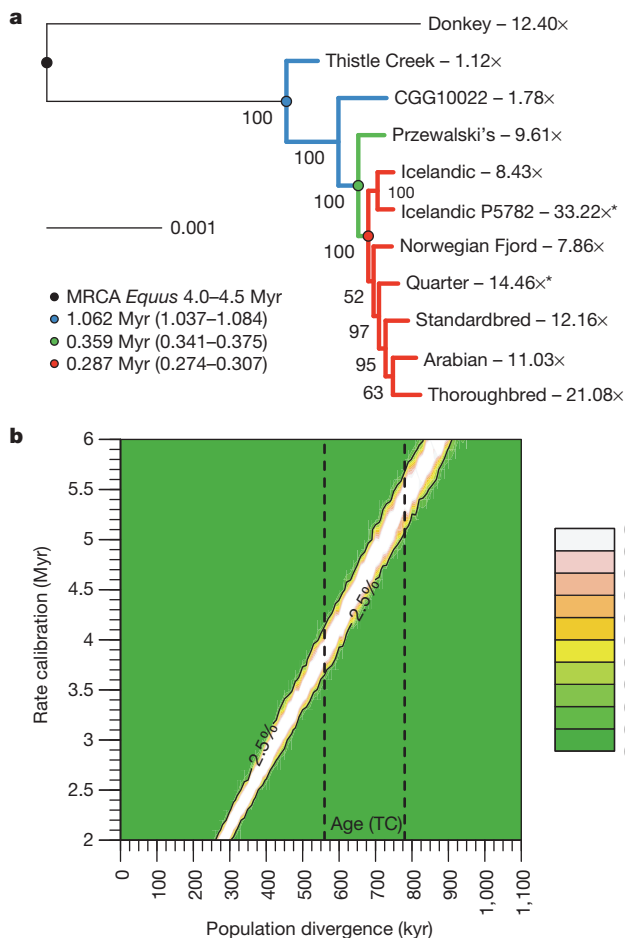 a
Donkey – 12.40×
Thistle Creek – 1.12×
100
CGG10022 – 1.78×
100
Przewalski's – 9.61×
100
Icelandic – 8.43×
100
Icelandic P5782 – 33.22×*
0.001
100
Norwegian Fjord – 7.86×
Quarter – 14.46×*
52
Standardbred – 12.16×
97
Arabian – 11.03×
95
Thoroughbred – 21.08×
63
MRCA Equus 4.0–4.5 Myr
1.062 Myr (1.037–1.084)
0.359 Myr (0.341–0.375)
0.287 Myr (0.274–0.307)
b
6
5.5
5
4.5
4
3.5
3
2.5
2
Rate calibration (Myr)
2.5%
2.5%
Age (TC)
0
100
200
300
400
500
600
700
800
900
1,000
1,100
Population divergence (kyr)